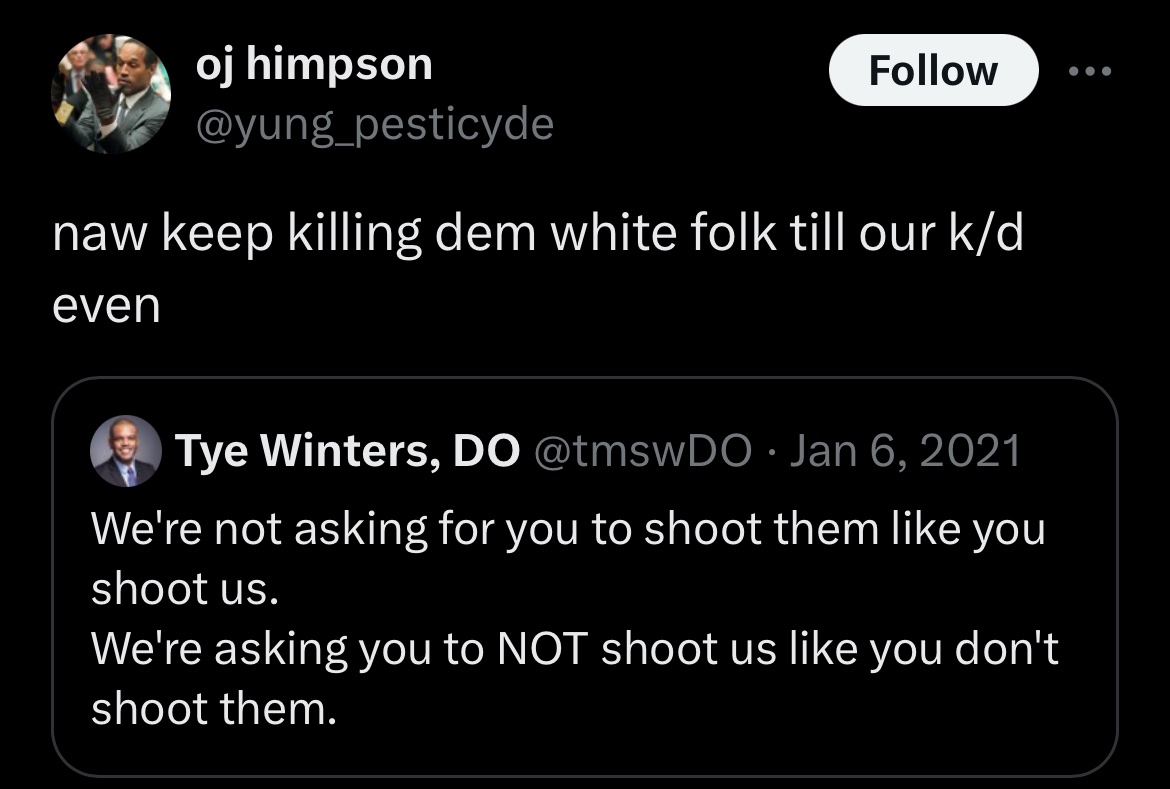 oj himpson
Follow
@yung_pesticyde
naw keep killing dem white folk till our k/d
even
Tye Winters, DO @tmswDO · Jan 6, 2021
We're not asking for you to shoot them like you
shoot us.
We're asking you to NOT shoot us like you don't
shoot them.